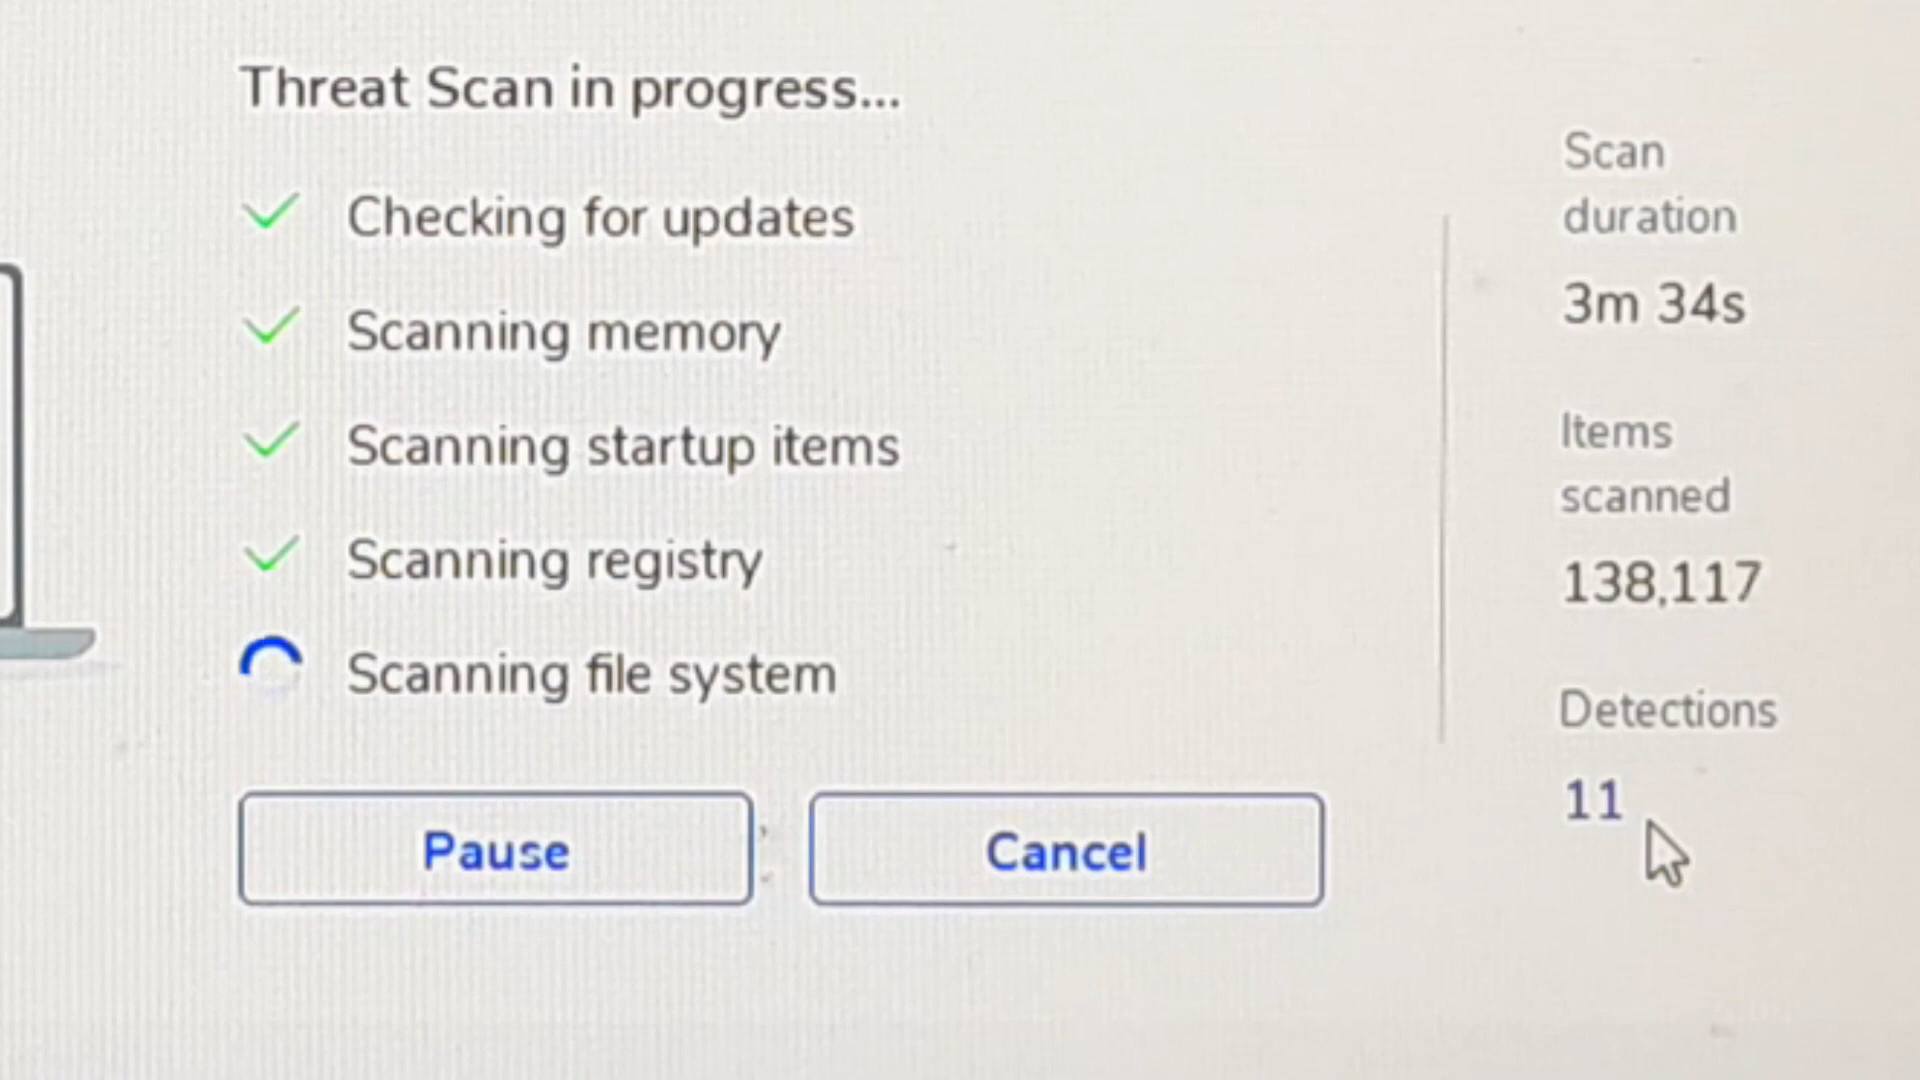 Threat Scan in progress...
Checking for updates
Scanning memory
Scanning startup items
Scanning registry
Scanning file system
Pause
Cancel
Scan
duration
3m 34s
Items
scanned
138,117
Detections
11